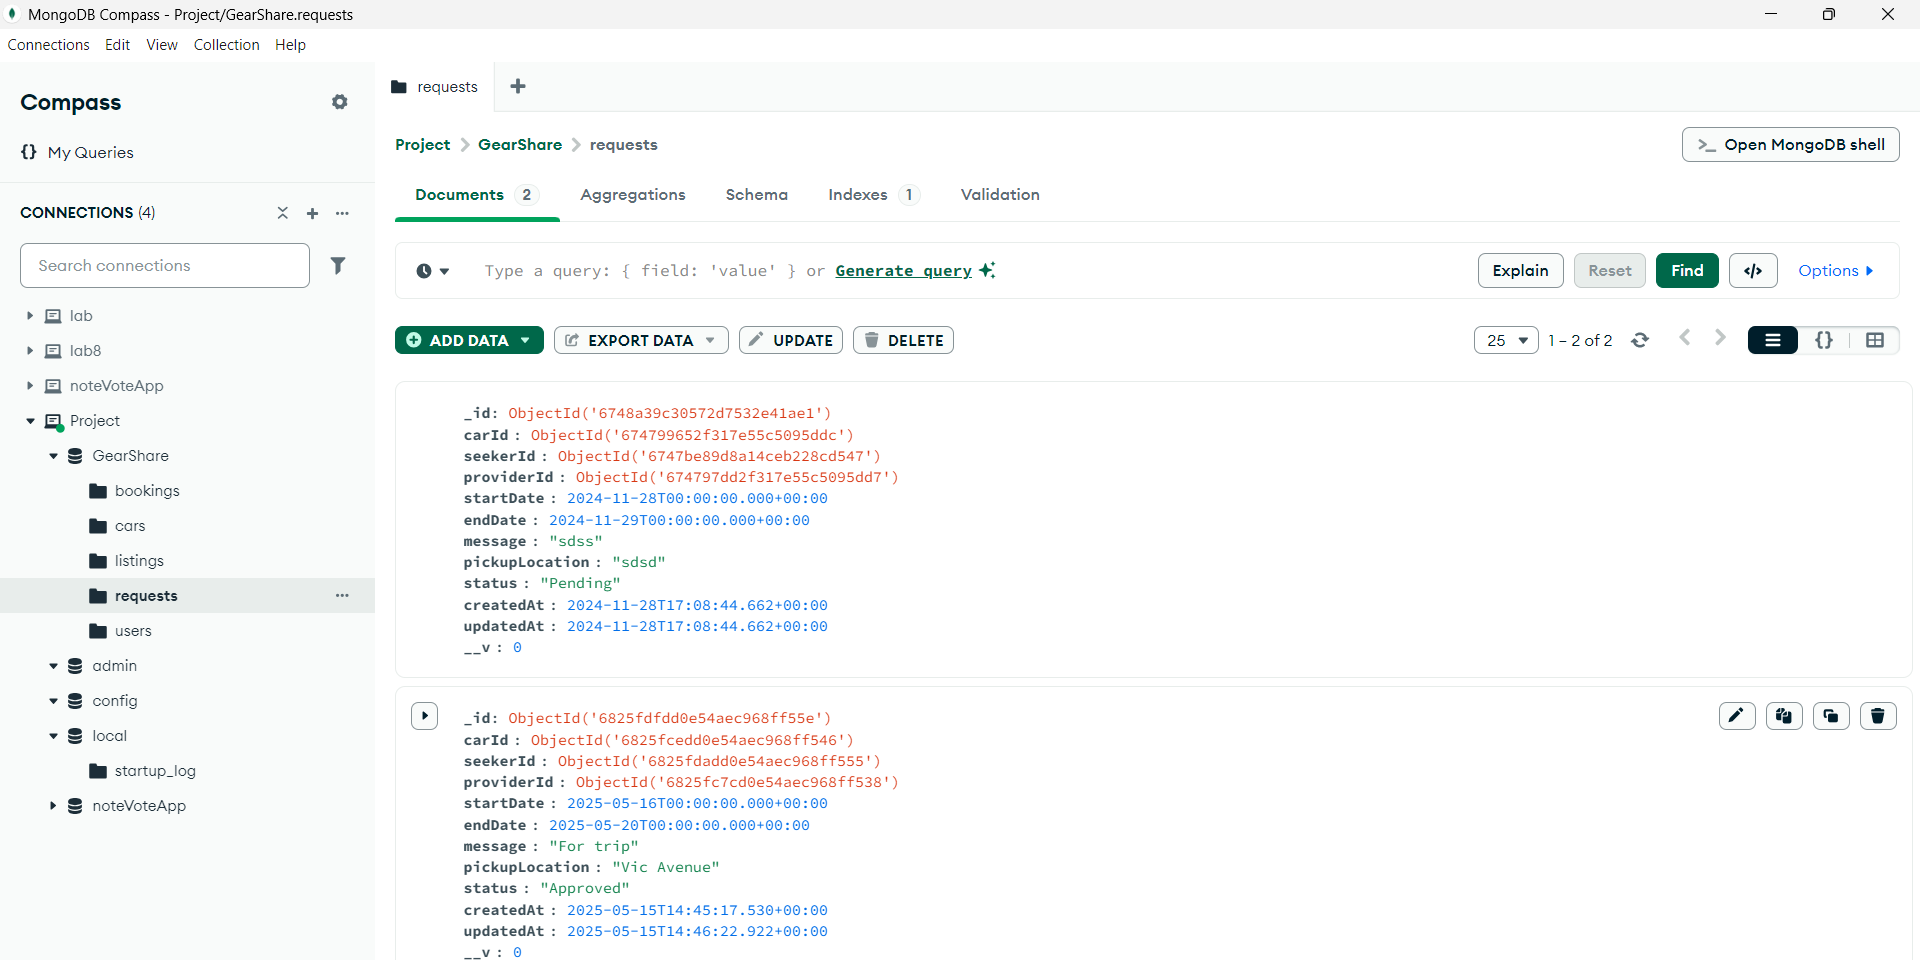 MongoDB Compass - Project/GearShare.requests
Connections Edit View Collection Help
Compass
{} My Queries
CONNECTIONS (4)
Search connections
lab
lab8
noteVoteApp
Project
GearShare
bookings
cars
listings
requests
users
admin
config
local
startup_log
noteVoteApp
requests
Project > GearShare > requests
>_ Open MongoDB shell
Documents 2 Aggregations Schema Indexes 1 Validation
Type a query: { field: 'value' } or Generate query
Explain Reset Find </> Options
ADD DATA EXPORT DATA UPDATE DELETE
25 1 – 2 of 2 {}
_id: ObjectId('6748a39c30572d7532e41ae1')
carId : ObjectId('674799652f317e55c5095ddc')
seekerId : ObjectId('6747be89d8a14ceb228cd547')
providerId : ObjectId('674797dd2f317e55c5095dd7')
startDate : 2024-11-28T00:00:00.000+00:00
endDate : 2024-11-29T00:00:00.000+00:00
message : "sdss"
pickupLocation : "sdsd"
status : "Pending"
createdAt : 2024-11-28T17:08:44.662+00:00
updatedAt : 2024-11-28T17:08:44.662+00:00
__v : 0
_id: ObjectId('6825fdfdd0e54aec968ff55e')
carId : ObjectId('6825fcedd0e54aec968ff546')
seekerId : ObjectId('6825fdadd0e54aec968ff555')
providerId : ObjectId('6825fc7cd0e54aec968ff538')
startDate : 2025-05-16T00:00:00.000+00:00
endDate : 2025-05-20T00:00:00.000+00:00
message : "For trip"
pickupLocation : "Vic Avenue"
status : "Approved"
createdAt : 2025-05-15T14:45:17.530+00:00
updatedAt : 2025-05-15T14:46:22.922+00:00
__v : 0